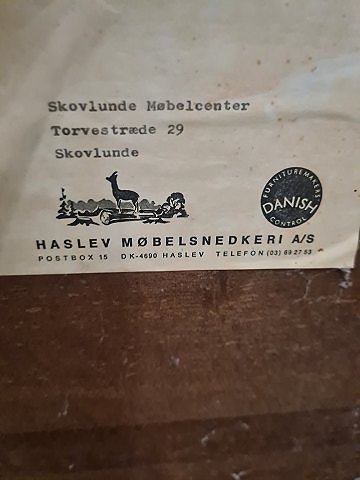 Skovlunde Møbelcenter
Torvestræde 29
Skovlunde
FURNITUREMAKERS
DANISH
CONTROL
HASLEV MØBELSNEDKERI A/S
POSTBOX 15 DK-4690 HASLEV TELEFON (03) 69 27 53